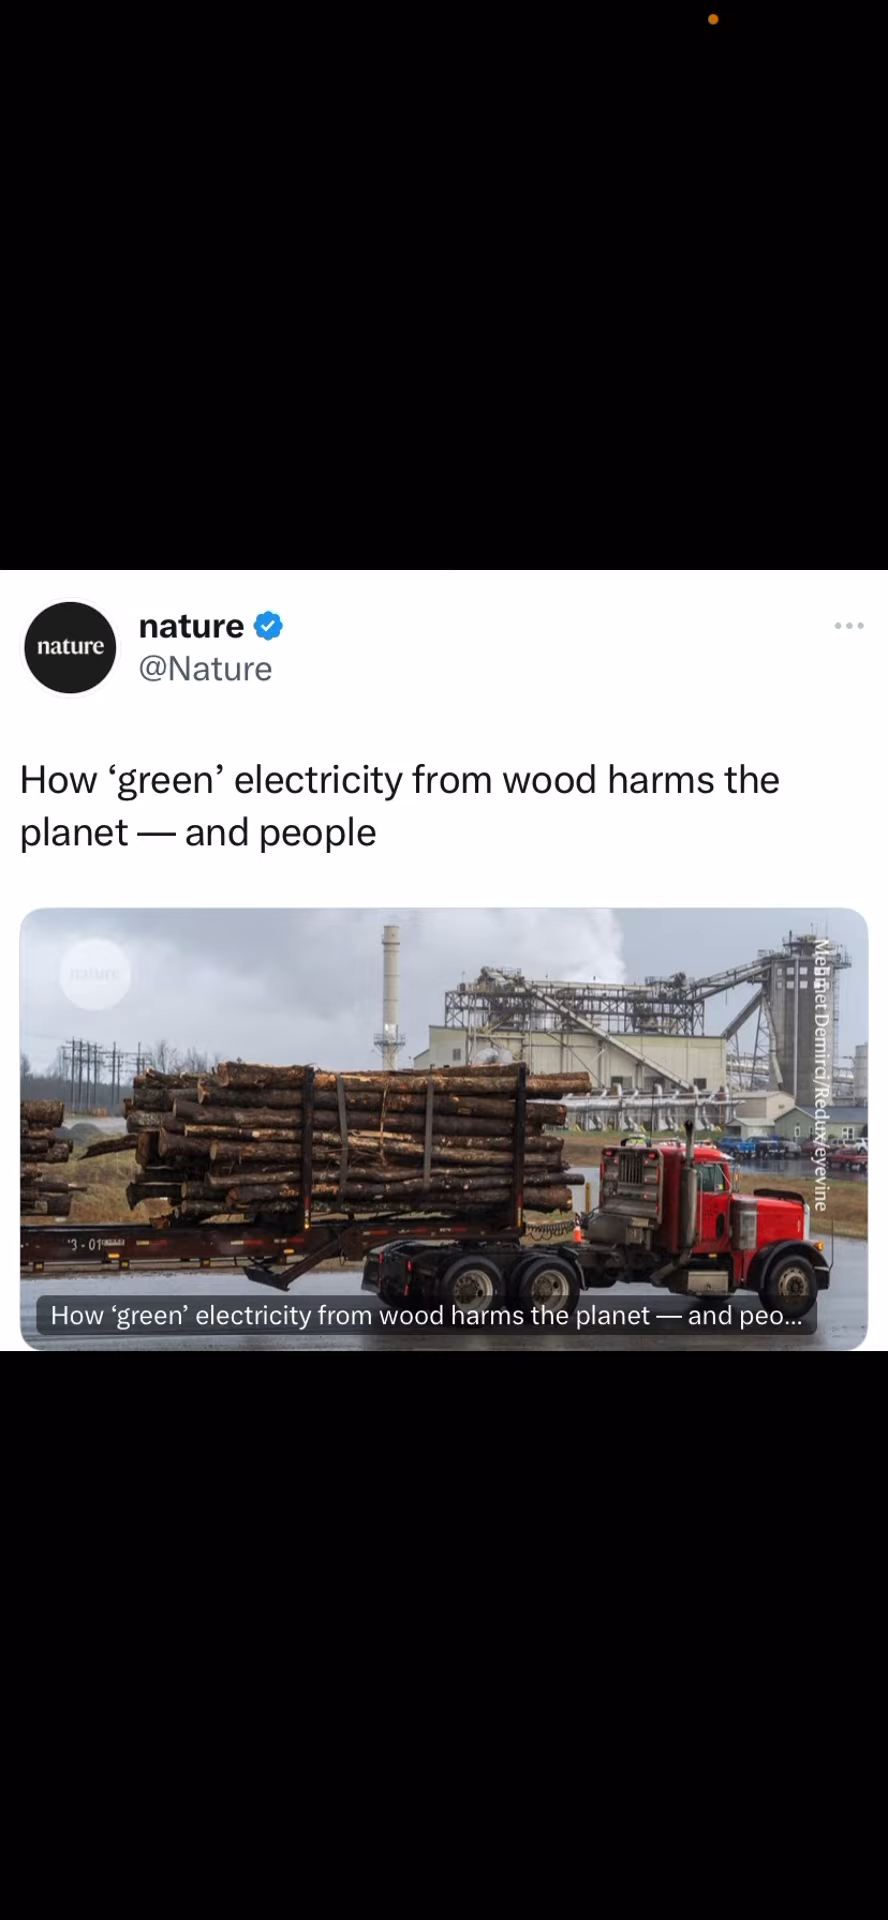 nature
nature
@Nature
How ‘green’ electricity from wood harms the
planet — and people
nature
Mehmet Demirci/Redux/eyevine
How ‘green’ electricity from wood harms the planet — and peo...